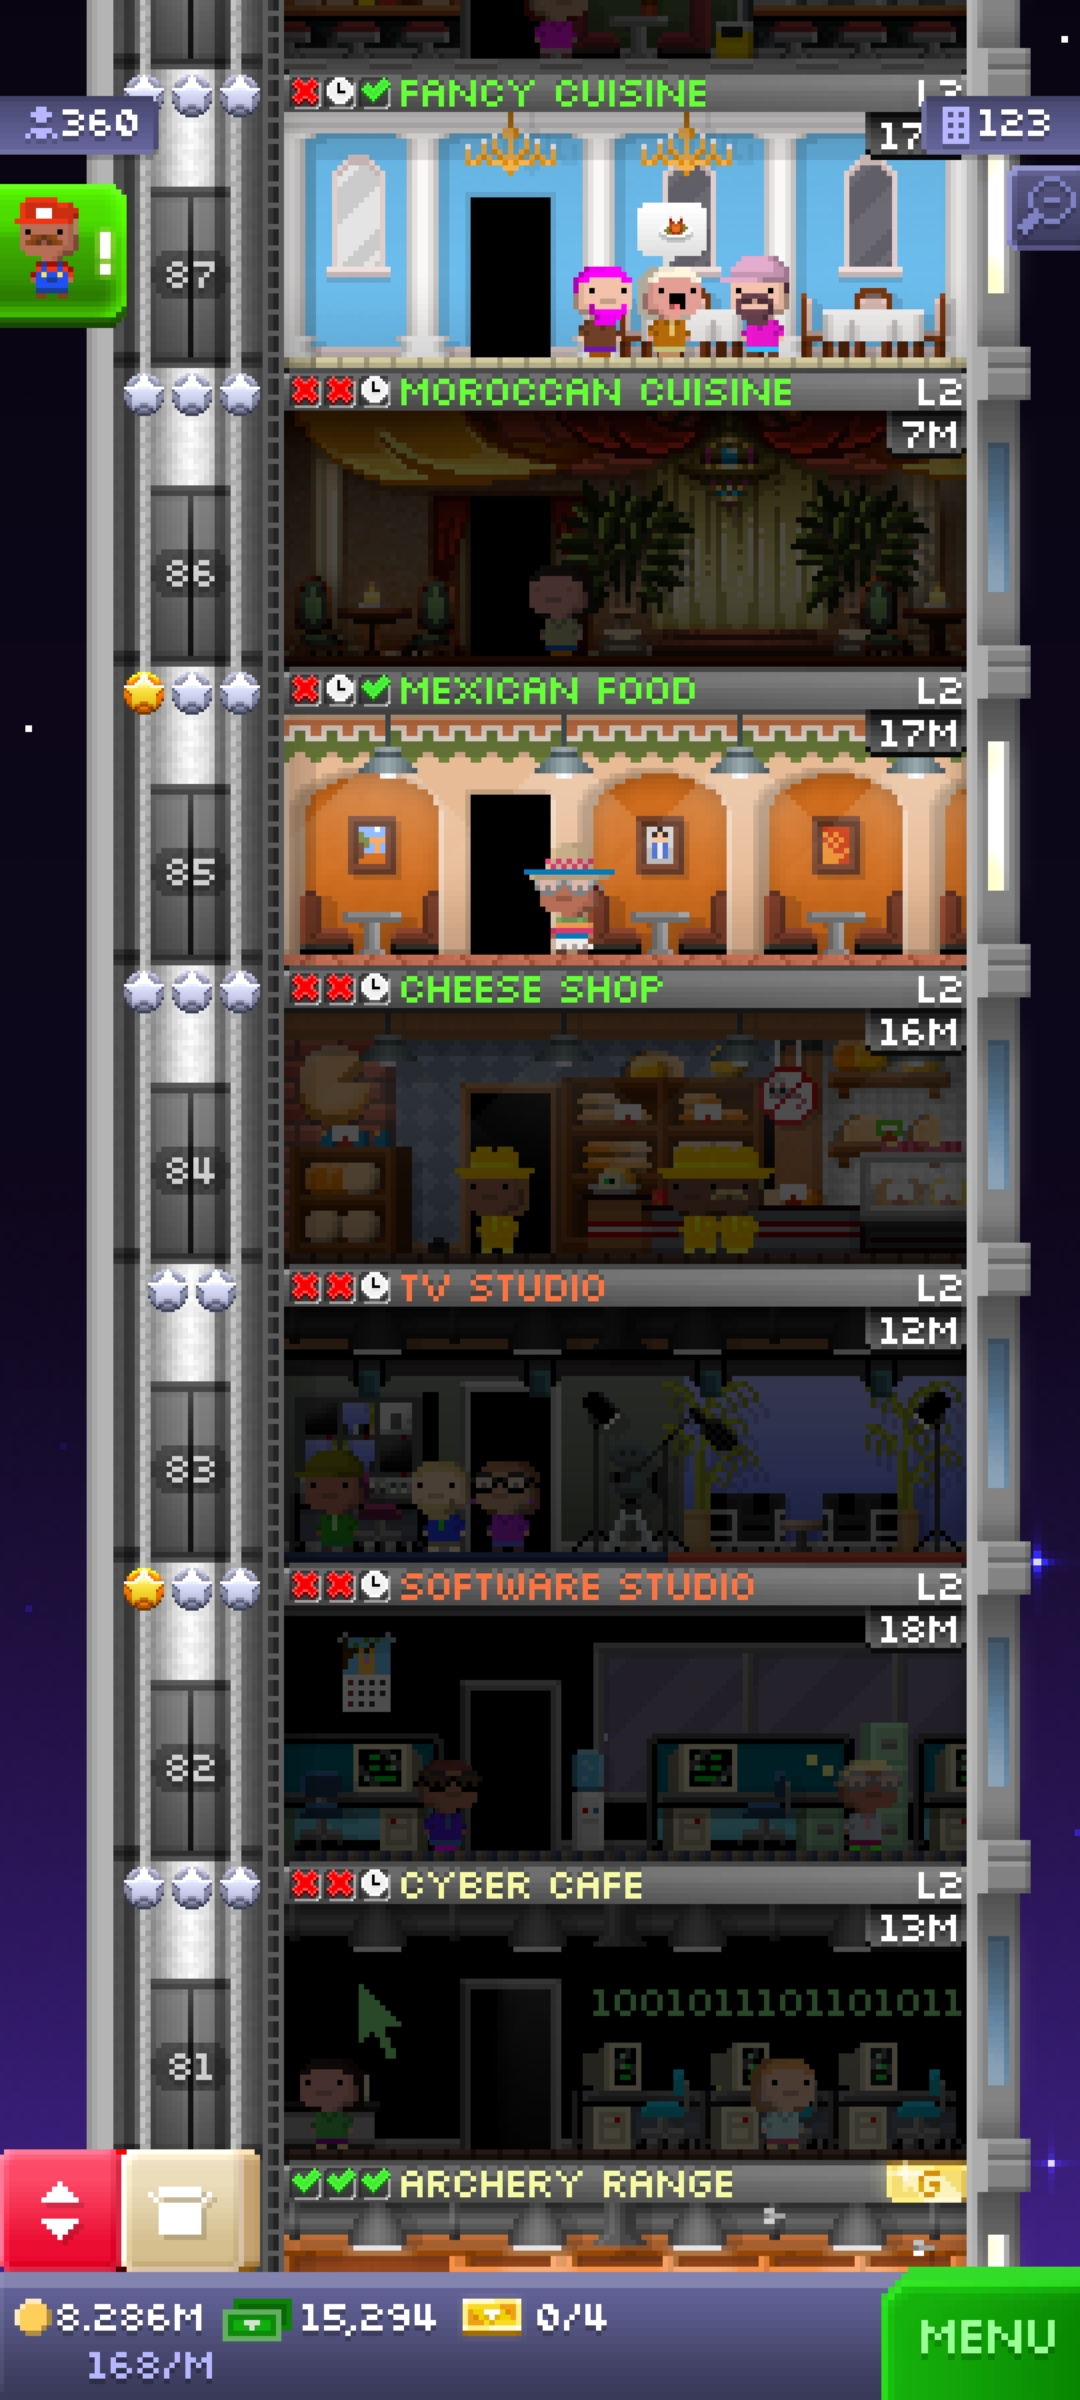 FANCY CUISINE
360
17
123
87
MOROCCAN CUISINE L2
7M
86
MEXICAN FOOD L2
17M
85
CHEESE SHOP L2
16M
84
TV STUDIO L2
12M
83
SOFTWARE STUDIO L2
18M
82
CYBER CAFE L2
13M
1001011101101011
81
ARCHERY RANGE G
8.286M 15,294 0/4
168/M
MENU